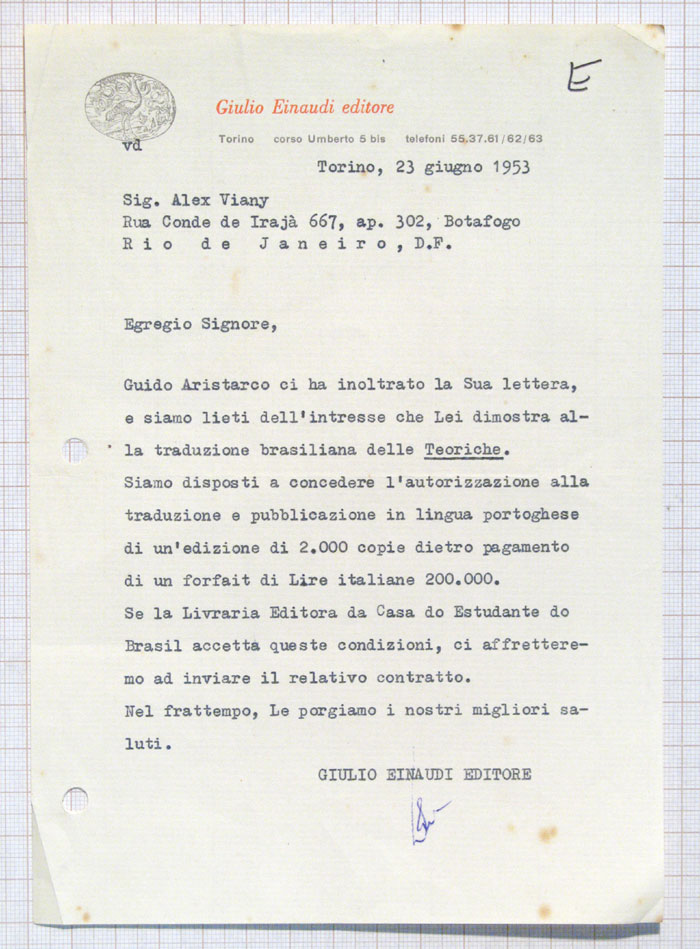 E
Giulio Einaudi editore
Torino corso Umberto 5 bis telefoni 55.37.61/62/63
vd
Torino, 23 giugno 1953
Sig. Alex Viany
Rua Conde de Irajà 667, ap. 302, Botafogo
Rio de Janeiro, D.F.
Egregio Signore,
Guido Aristarco ci ha inoltrato la Sua lettera,
e siamo lieti dell'intresse che Lei dimostra al-
la traduzione brasiliana delle Teoriche.
Siamo disposti a concedere l'autorizzazione alla
traduzione e pubblicazione in lingua portoghese
di un'edizione di 2.000 copie dietro pagamento
di un forfait di Lire italiane 200.000.
Se la Livraria Editora da Casa do Estudante do
Brasil accetta queste condizioni, ci affrettere-
mo ad inviare il relativo contratto.
Nel frattempo, Le porgiamo i nostri migliori sa-
luti.
GIULIO EINAUDI EDITORE